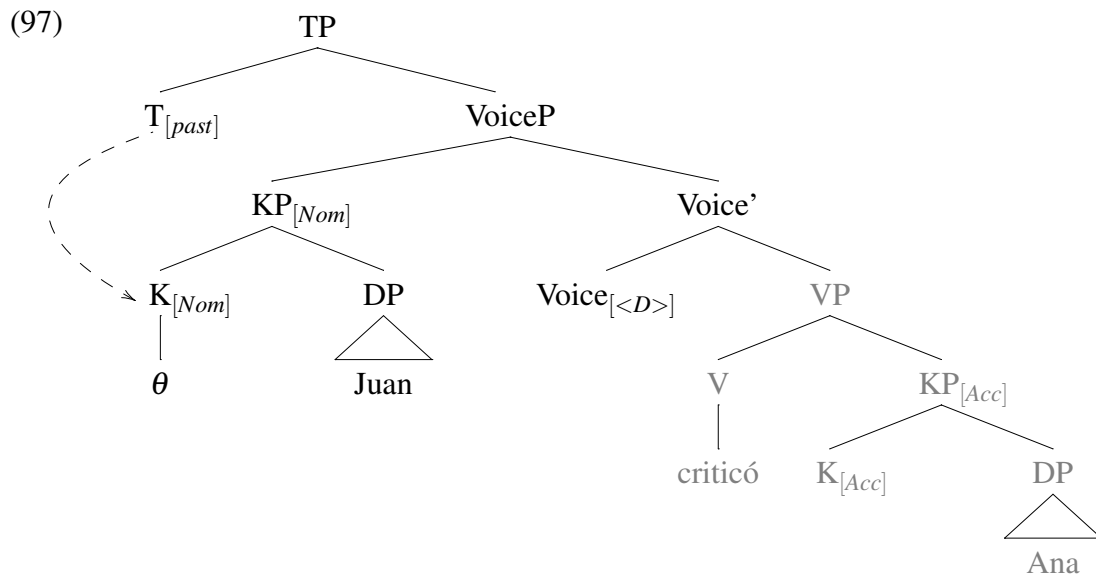 (97)
TP
T[past] VoiceP
KP[Nom] Voice’
K[Nom] DP Voice[<D>] VP
θ Juan V KP[Acc]
criticó K[Acc] DP
Ana